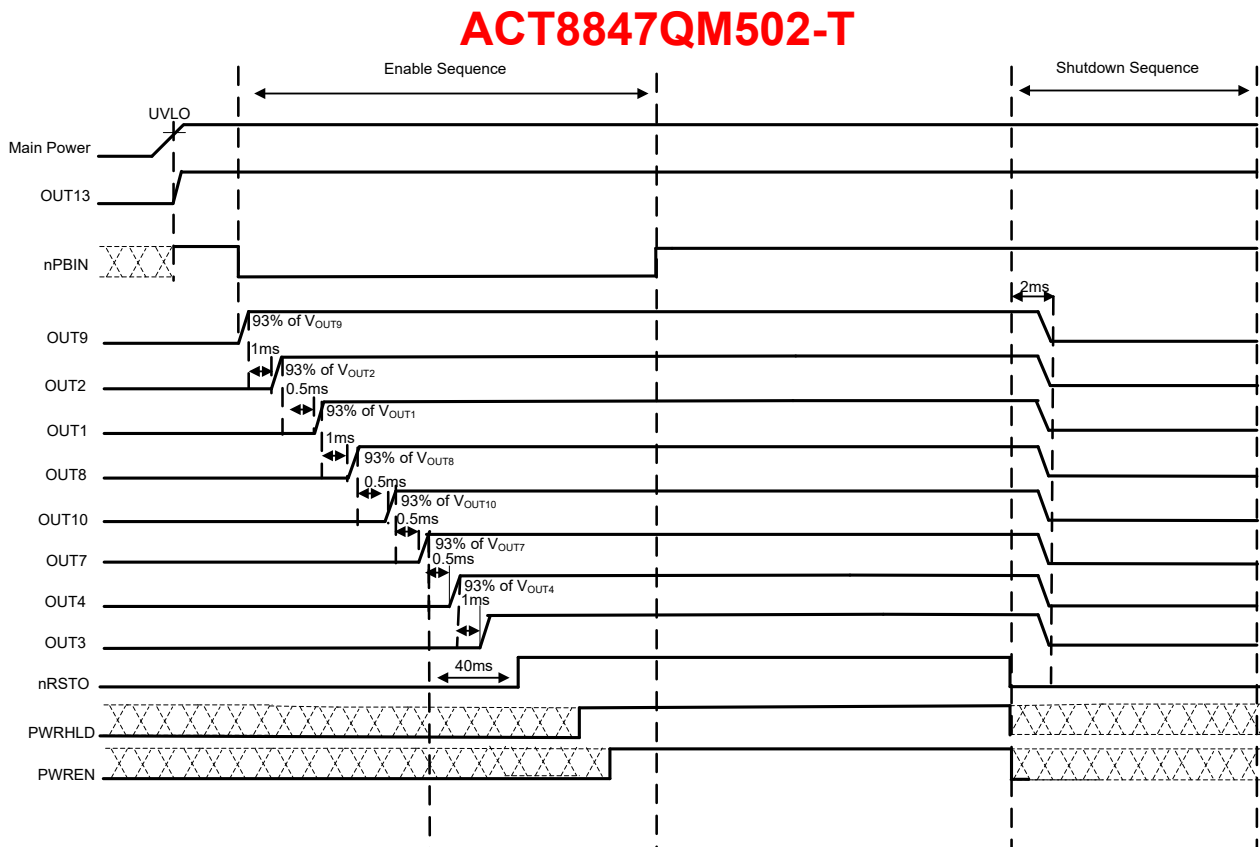 ACT8847QM502-T
Enable Sequence
Shutdown Sequence
UVLO
Main Power
OUT13
nPBIN
2ms
OUT9
93% of VOUT9
1ms
OUT2
93% of VOUT2
0.5ms
OUT1
93% of VOUT1
1ms
OUT8
93% of VOUT8
0.5ms
OUT10
93% of VOUT10
0.5ms
OUT7
93% of VOUT7
0.5ms
OUT4
93% of VOUT4
1ms
OUT3
40ms
nRSTO
PWRHLD
PWREN